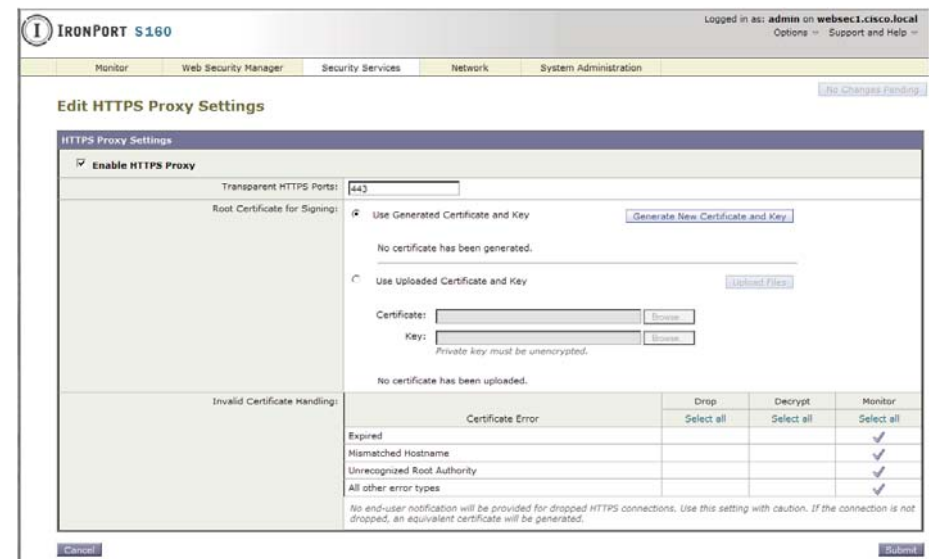 Logged in as: admin on websec1.cisco.local
IRONPORT S160
Options Support and Help
Monitor Web Security Manager Security Services Network System Administration
No Changes Pending
Edit HTTPS Proxy Settings
HTTPS Proxy Settings
Enable HTTPS Proxy
Transparent HTTPS Ports: 443
Root Certificate for Signing: Use Generated Certificate and Key Generate New Certificate and Key
No certificate has been generated.
Use Uploaded Certificate and Key Upload Files
Certificate: Browse...
Key: Browse...
Private key must be unencrypted.
No certificate has been uploaded.
Invalid Certificate Handling: Drop Decrypt Monitor
Certificate Error Select all Select all Select all
Expired
Mismatched Hostname
Unrecognized Root Authority
All other error types
No end-user notification will be provided for dropped HTTPS connections. Use this setting with caution. If the connection is not
dropped, an equivalent certificate will be generated.
Cancel Submit